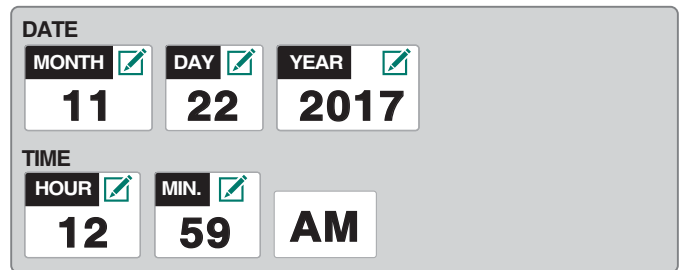 DATE
MONTH DAY YEAR
11 22 2017
TIME
HOUR MIN.
12 59 AM